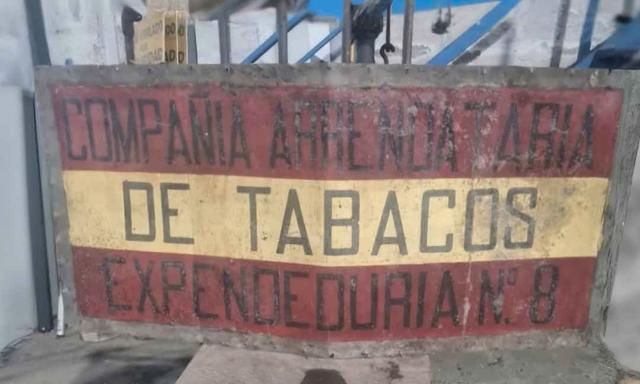 COMPAÑIA ARRENDATARIA
DE TABACOS
EXPENDEDURIA N.º 8